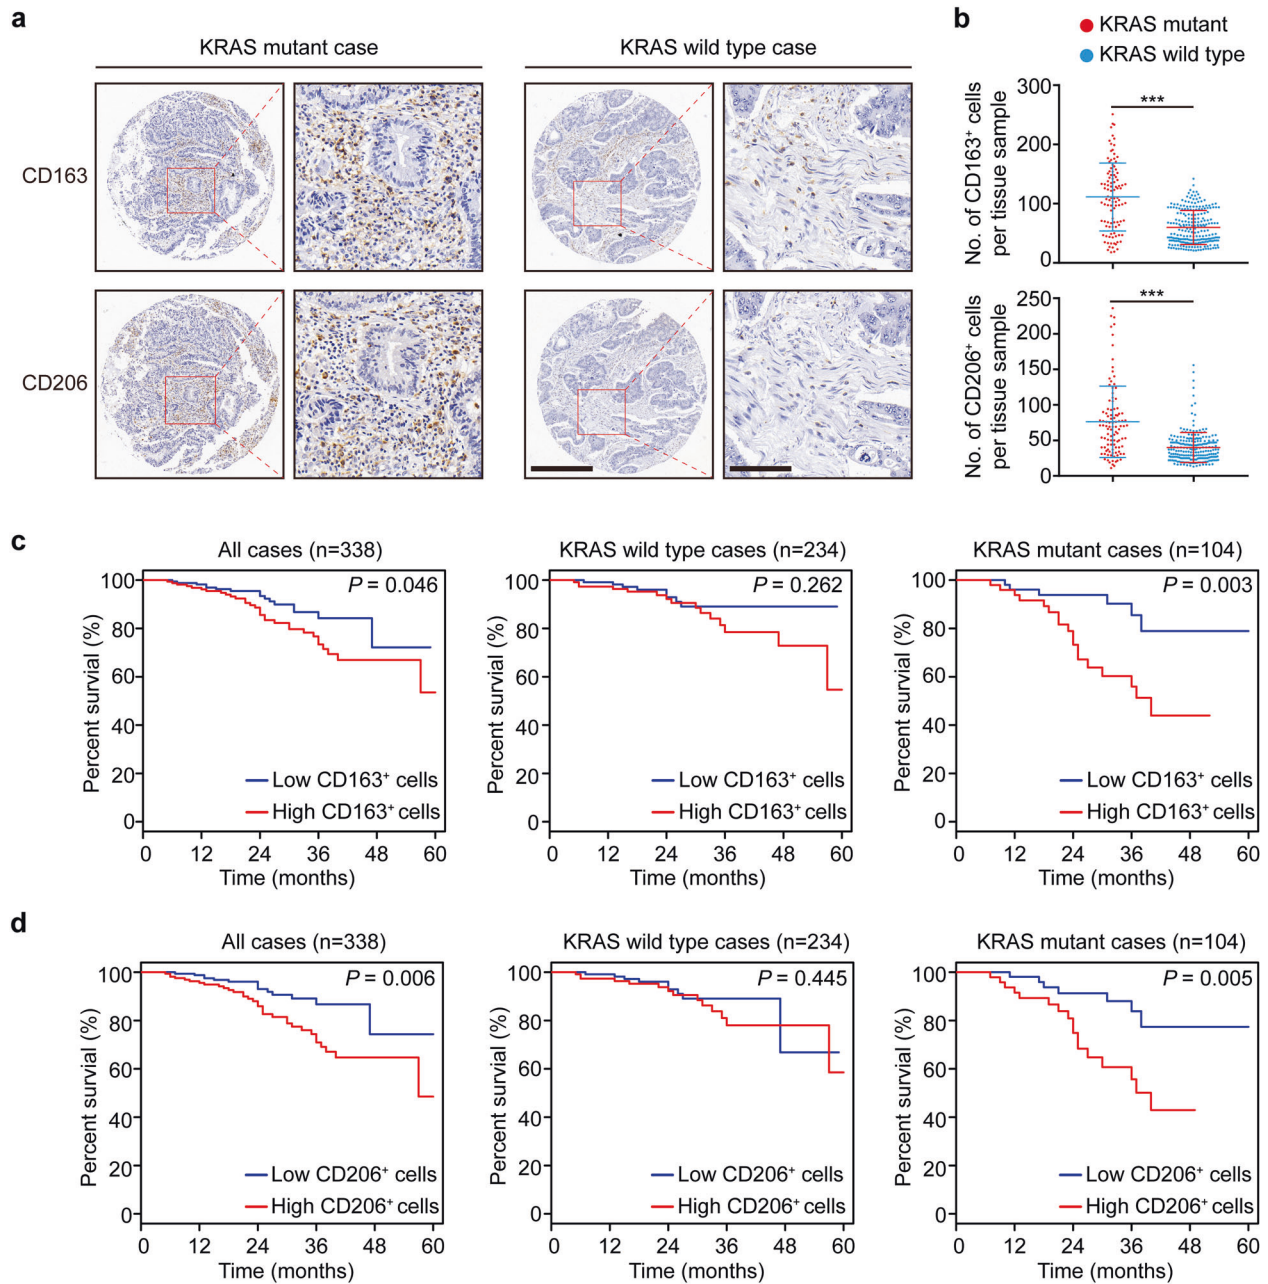 a
KRAS mutant case
KRAS wild type case
CD163
CD206
b
KRAS mutant
KRAS wild type
No. of CD163⁺ cells
per tissue sample
300
200
100
0
***
No. of CD206⁺ cells
per tissue sample
250
200
150
100
50
0
***
c
All cases (n=338)
P = 0.046
Percent survial (%)
100
80
60
40
20
0
Low CD163⁺ cells
High CD163⁺ cells
0 12 24 36 48 60
Time (months)
KRAS wild type cases (n=234)
P = 0.262
Percent survial (%)
100
80
60
40
20
0
Low CD163⁺ cells
High CD163⁺ cells
0 12 24 36 48 60
Time (months)
KRAS mutant cases (n=104)
P = 0.003
Percent survial (%)
100
80
60
40
20
0
Low CD163⁺ cells
High CD163⁺ cells
0 12 24 36 48 60
Time (months)
d
All cases (n=338)
P = 0.006
Percent survial (%)
100
80
60
40
20
0
Low CD206⁺ cells
High CD206⁺ cells
0 12 24 36 48 60
Time (months)
KRAS wild type cases (n=234)
P = 0.445
Percent survial (%)
100
80
60
40
20
0
Low CD206⁺ cells
High CD206⁺ cells
0 12 24 36 48 60
Time (months)
KRAS mutant cases (n=104)
P = 0.005
Percent survial (%)
100
80
60
40
20
0
Low CD206⁺ cells
High CD206⁺ cells
0 12 24 36 48 60
Time (months)